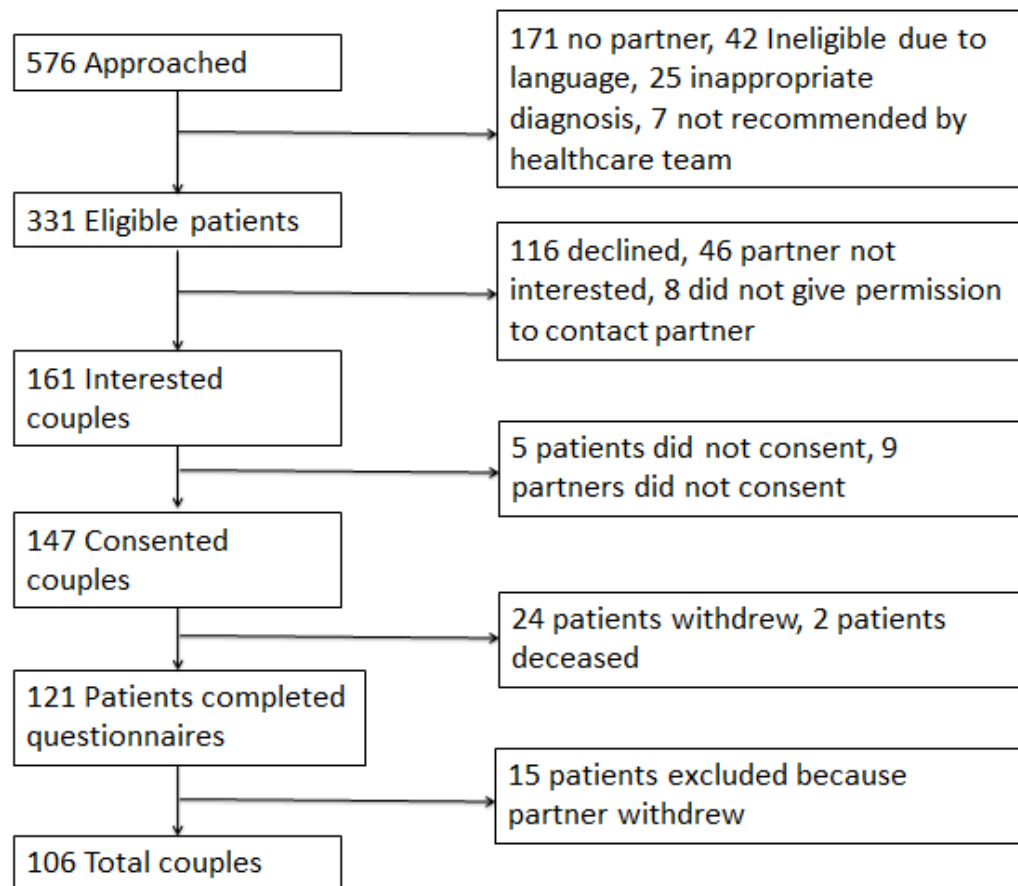 576 Approached
171 no partner, 42 Ineligible due to
language, 25 inappropriate
diagnosis, 7 not recommended by
healthcare team
331 Eligible patients
116 declined, 46 partner not
interested, 8 did not give permission
to contact partner
161 Interested
couples
5 patients did not consent, 9
partners did not consent
147 Consented
couples
24 patients withdrew, 2 patients
deceased
121 Patients completed
questionnaires
15 patients excluded because
partner withdrew
106 Total couples